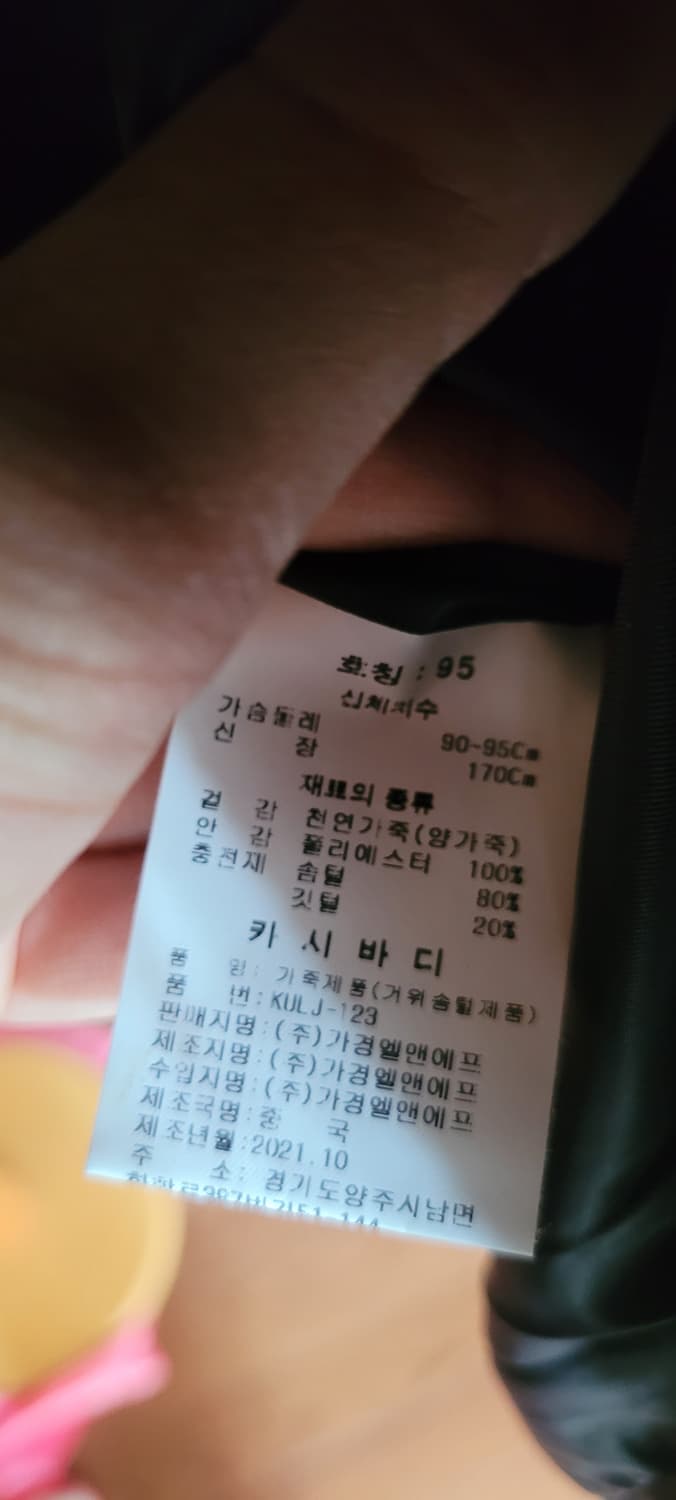 호칭 : 95
신체치수
가슴둘레 90-95Cm
신 장 170Cm
재료의 종류
겉 감 천연가죽(양가죽)
안 감 폴리에스터 100%
충전재 솜털 80%
깃털 20%
카시바디
품 명: 가죽제품(거위솜털제품)
품 번:KULJ-123
판매지명:(주)가경엘앤에프
제조지명:(주)가경엘앤에프
수입지명:(주)가경엘앤에프
제조국명:중 국
제조년월:2021.10
주 소: 경기도양주시남면